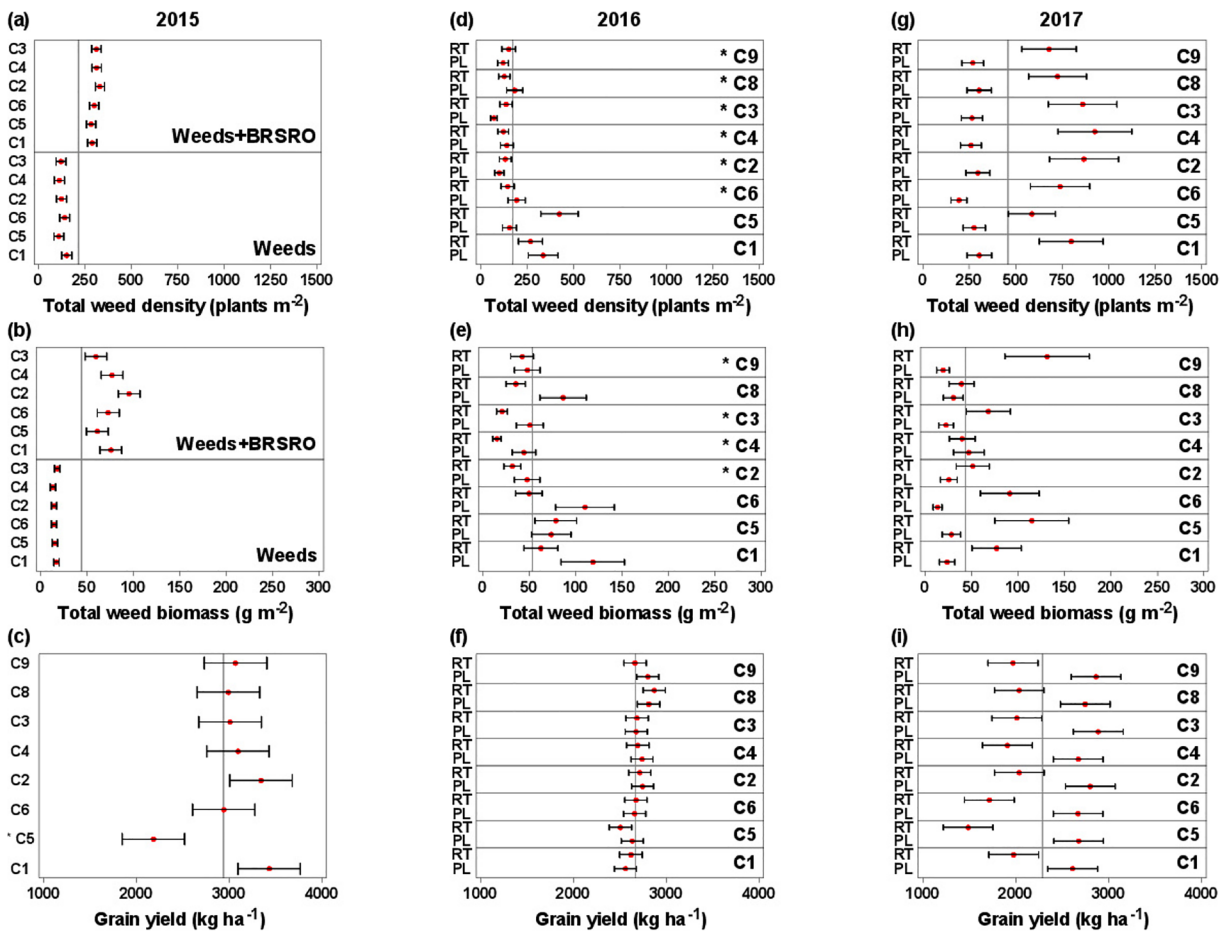 (a) 2015
C3
C4
C2
C6
C5
C1 Weeds+BRSRO
C3
C4
C2
C6
C5
C1 Weeds
0 250 500 750 1000 1250 1500
Total weed density (plants m-2)
(d) 2016
RT
PL * C9
RT
PL * C8
RT
PL * C3
RT
PL * C4
RT
PL * C2
RT
PL * C6
RT
PL C5
RT
PL C1
0 250 500 750 1000 1250 1500
Total weed density (plants m-2)
(g) 2017
RT
PL C9
RT
PL C8
RT
PL C3
RT
PL C4
RT
PL C2
RT
PL C6
RT
PL C5
RT
PL C1
0 250 500 750 1000 1250 1500
Total weed density (plants m-2)
(b)
C3
C4
C2
C6
C5
C1 Weeds+BRSRO
C3
C4
C2
C6
C5
C1 Weeds
0 50 100 150 200 250 300
Total weed biomass (g m-2)
(e)
RT
PL * C9
RT
PL C8
RT
PL * C3
RT
PL * C4
RT
PL * C2
RT
PL C6
RT
PL C5
RT
PL C1
0 50 100 150 200 250 300
Total weed biomass (g m-2)
(h)
RT
PL C9
RT
PL C8
RT
PL C3
RT
PL C4
RT
PL C2
RT
PL C6
RT
PL C5
RT
PL C1
0 50 100 150 200 250 300
Total weed biomass (g m-2)
(c)
C9
C8
C3
C4
C2
C6
* C5
C1
1000 2000 3000 4000
Grain yield (kg ha-1)
(f)
RT
PL C9
RT
PL C8
RT
PL C3
RT
PL C4
RT
PL C2
RT
PL C6
RT
PL C5
RT
PL C1
1000 2000 3000 4000
Grain yield (kg ha-1)
(i)
RT
PL C9
RT
PL C8
RT
PL C3
RT
PL C4
RT
PL C2
RT
PL C6
RT
PL C5
RT
PL C1
1000 2000 3000 4000
Grain yield (kg ha-1)